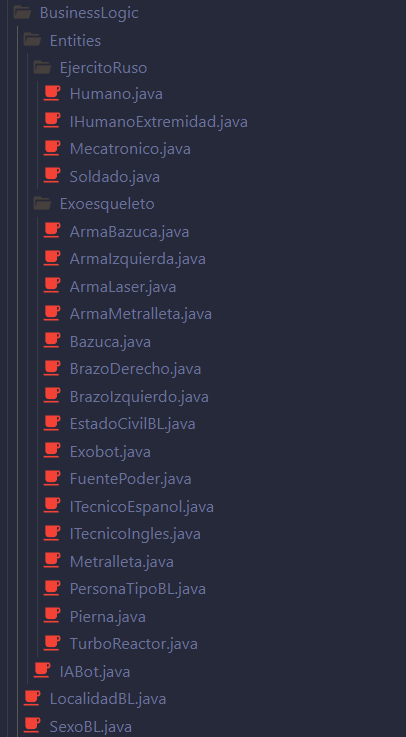 BusinessLogic
Entities
EjercitoRuso
Humano.java
IHumanoExtremidad.java
Mecatronico.java
Soldado.java
Exoesqueleto
ArmaBazuca.java
ArmaIzquierda.java
ArmaLaser.java
ArmaMetralleta.java
Bazuca.java
BrazoDerecho.java
BrazoIzquierdo.java
EstadoCivilBL.java
Exobot.java
FuentePoder.java
ITecnicoEspanol.java
ITecnicoIngles.java
Metralleta.java
PersonaTipoBL.java
Pierna.java
TurboReactor.java
IABot.java
LocalidadBL.java
SexoBL.java